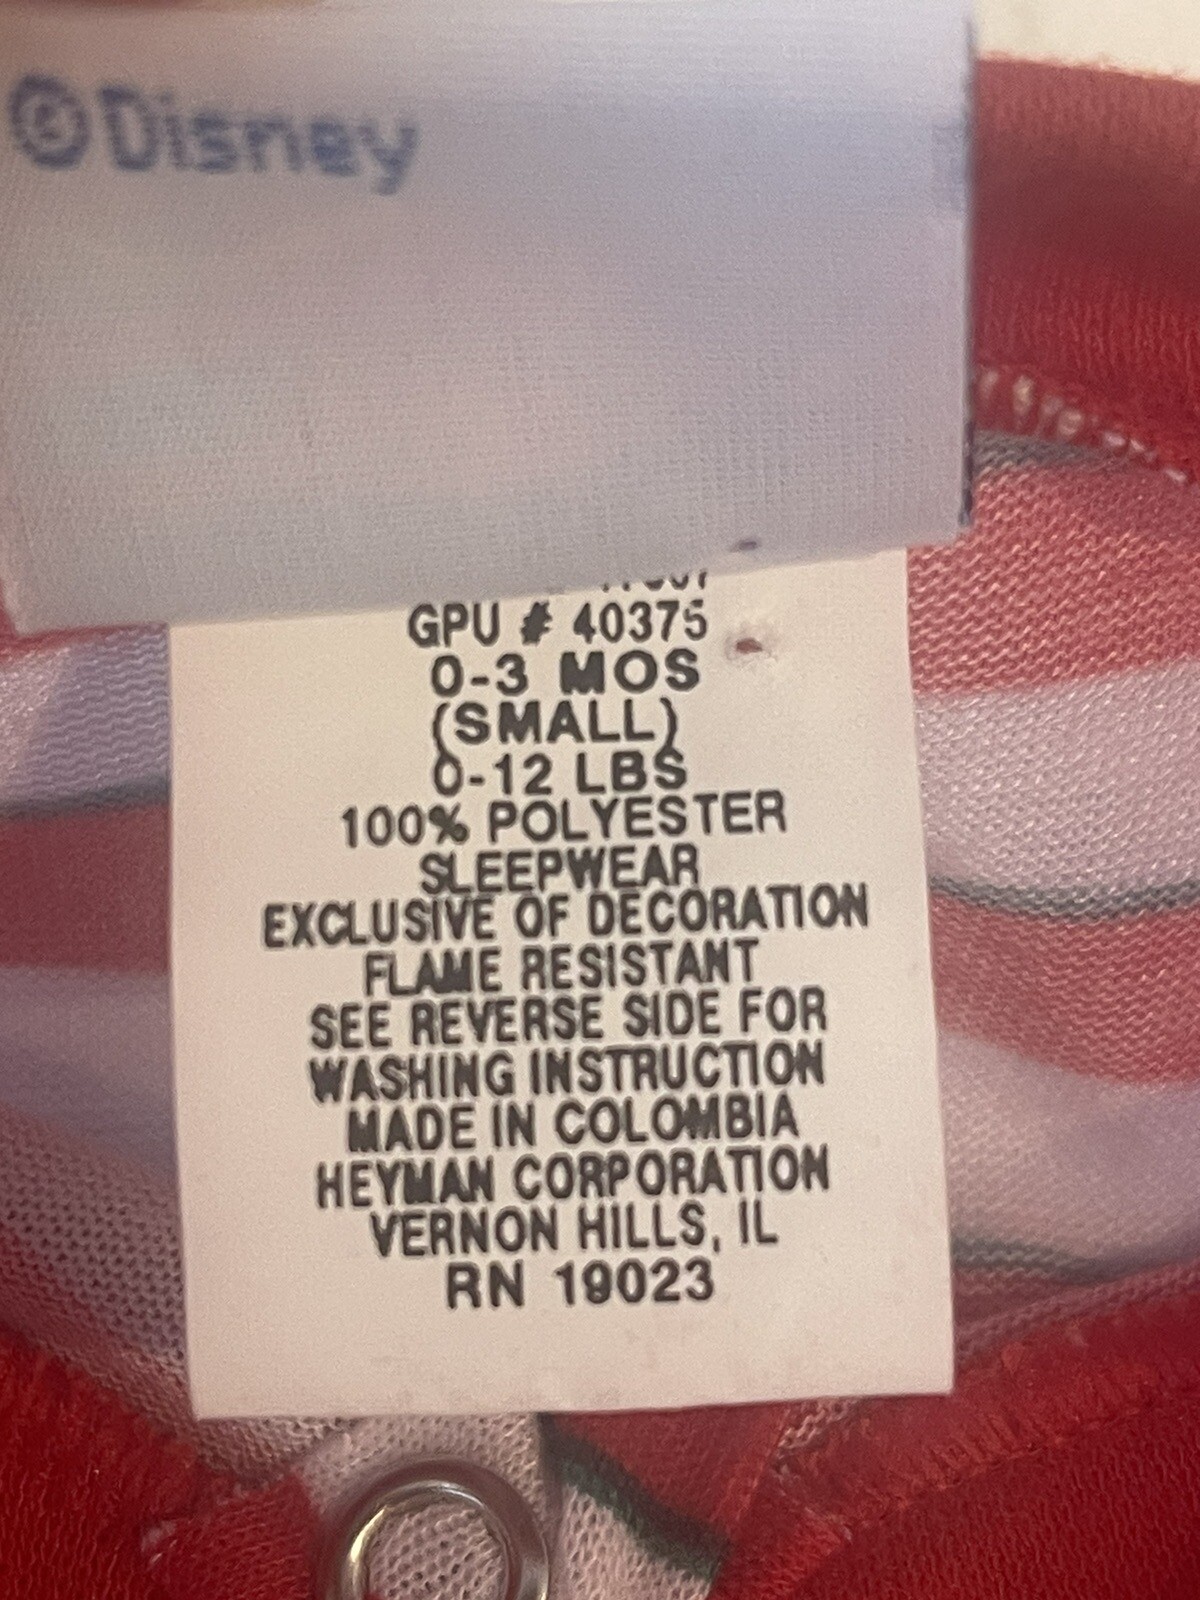 ©Disney
GPU # 40375
0-3 MOS
(SMALL)
0-12 LBS
100% POLYESTER
SLEEPWEAR
EXCLUSIVE OF DECORATION
FLAME RESISTANT
SEE REVERSE SIDE FOR
WASHING INSTRUCTION
MADE IN COLOMBIA
HEYMAN CORPORATION
VERNON HILLS, IL
RN 19023